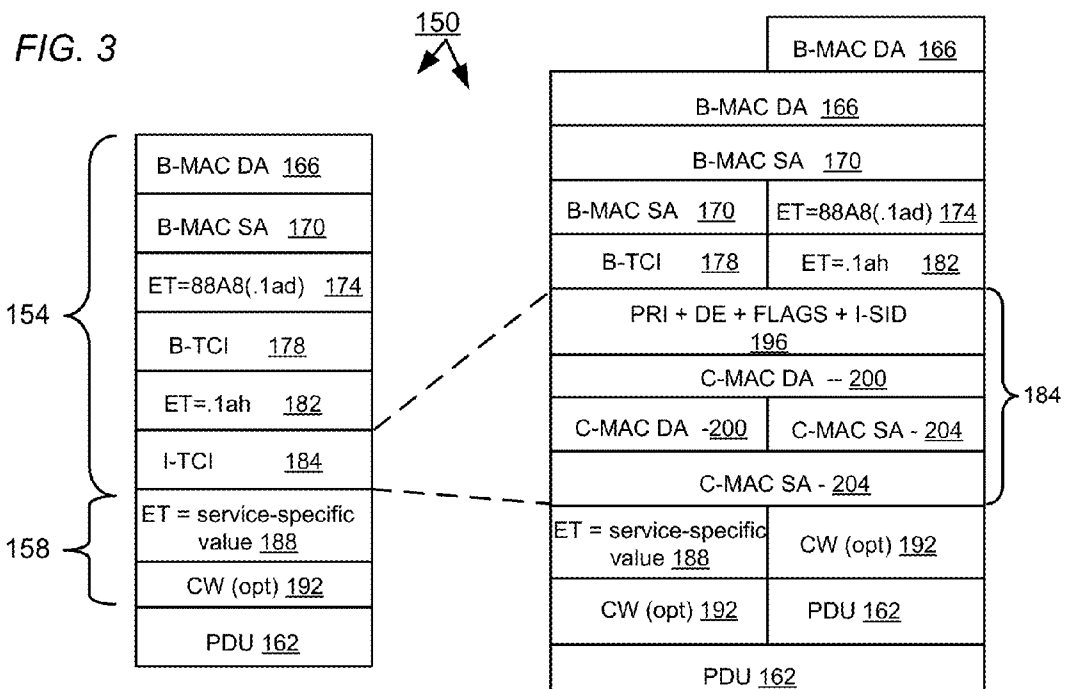 FIG. 3
150
B-MAC DA 166
B-MAC SA 170
ET=88A8(.1ad) 174
B-TCI 178
ET=.1ah 182
I-TCI 184
ET = service-specific
value 188
CW (opt) 192
PDU 162
154
158
B-MAC DA 166
B-MAC DA 166
B-MAC SA 170
B-MAC SA 170
ET=88A8(.1ad) 174
B-TCI 178
ET=.1ah 182
PRI + DE + FLAGS + I-SID
196
C-MAC DA -- 200
C-MAC DA -200
C-MAC SA - 204
C-MAC SA - 204
184
ET = service-specific
value 188
CW (opt) 192
CW (opt) 192
PDU 162
PDU 162